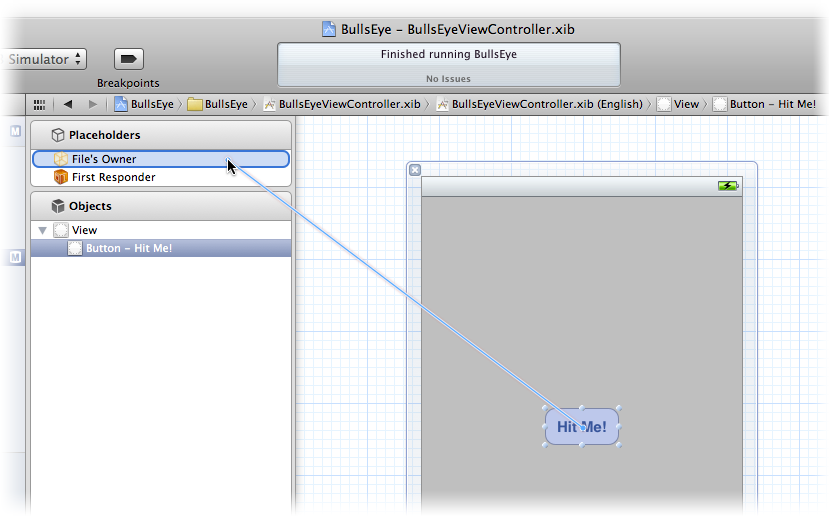 BullsEye – BullsEyeViewController.xib
Simulator
Breakpoints
Finished running BullsEye
No Issues
BullsEye
BullsEye
BullsEyeViewController.xib
BullsEyeViewController.xib (English)
View
Button – Hit Me!
M
Placeholders
File's Owner
First Responder
Objects
View
Button – Hit Me!
M
Hit Me!